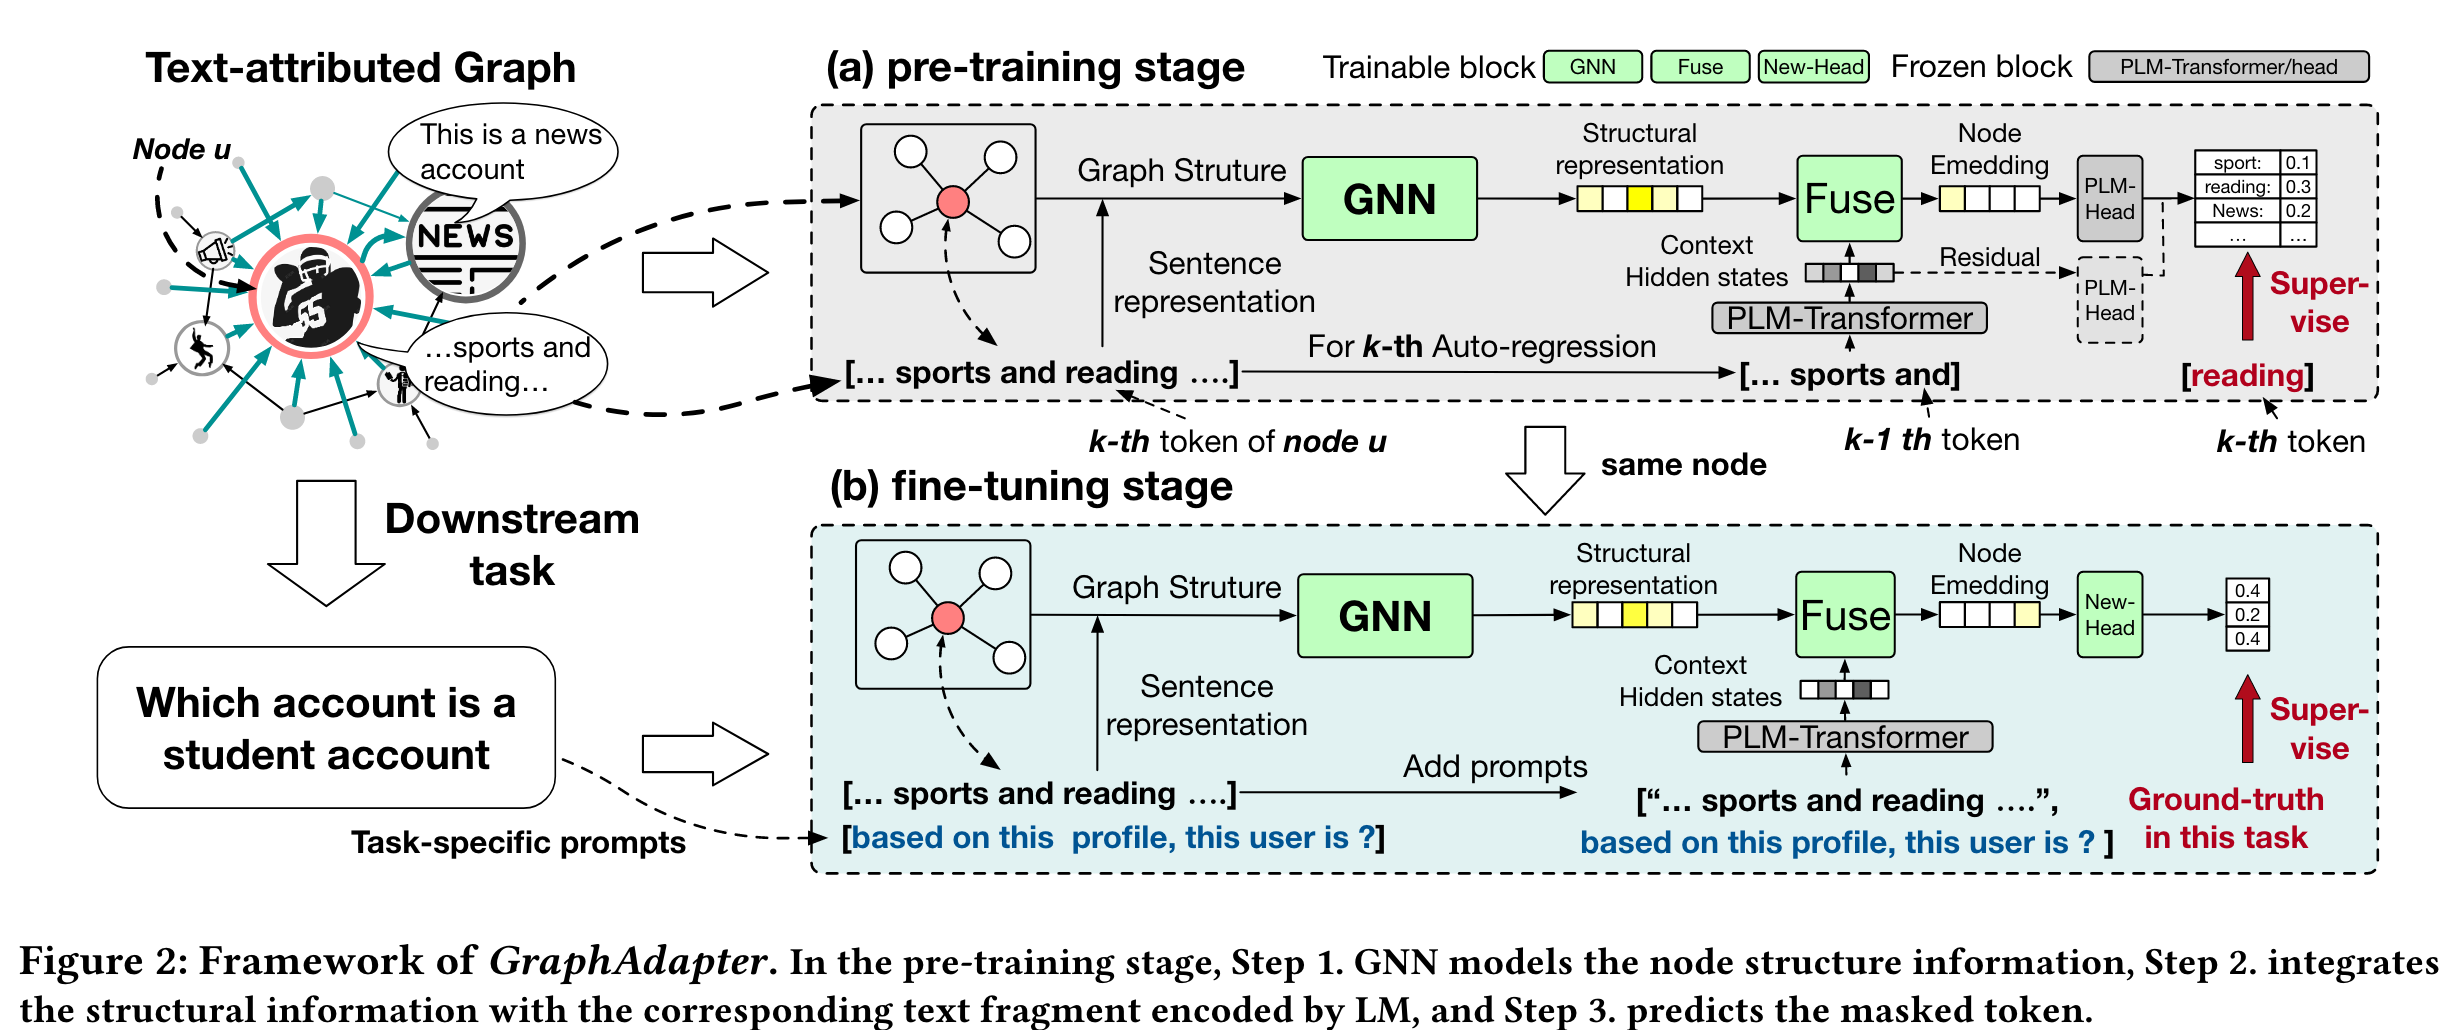 Text-attributed Graph
Node u
This is a news
account
NEWS
…sports and
reading…
Downstream
task
Which account is a
student account
Task-specific prompts
(a) pre-training stage
Trainable block
GNN
Fuse
New-Head
Frozen block
PLM-Transformer/head
Graph Struture
GNN
Structural
representation
Fuse
Node
Emedding
PLM-
Head
sport: 0.1
reading: 0.3
News: 0.2
... ...
Sentence
representation
Context
Hidden states
Residual
PLM-
Head
PLM-Transformer
Super-
vise
[... sports and reading ....]
For k-th Auto-regression
[... sports and]
[reading]
k-th token of node u
k-1 th token
k-th token
same node
(b) fine-tuning stage
Graph Struture
GNN
Structural
representation
Fuse
Node
Emedding
New-
Head
0.4
0.2
0.4
Sentence
representation
Context
Hidden states
PLM-Transformer
Super-
vise
[... sports and reading ....]
[based on this  profile, this user is ?]
Add prompts
[“... sports and reading ....”,
based on this profile, this user is ? ]
Ground-truth
in this task
Figure 2: Framework of GraphAdapter. In the pre-training stage, Step 1. GNN models the node structure information, Step 2. integrates
the structural information with the corresponding text fragment encoded by LM, and Step 3. predicts the masked token.